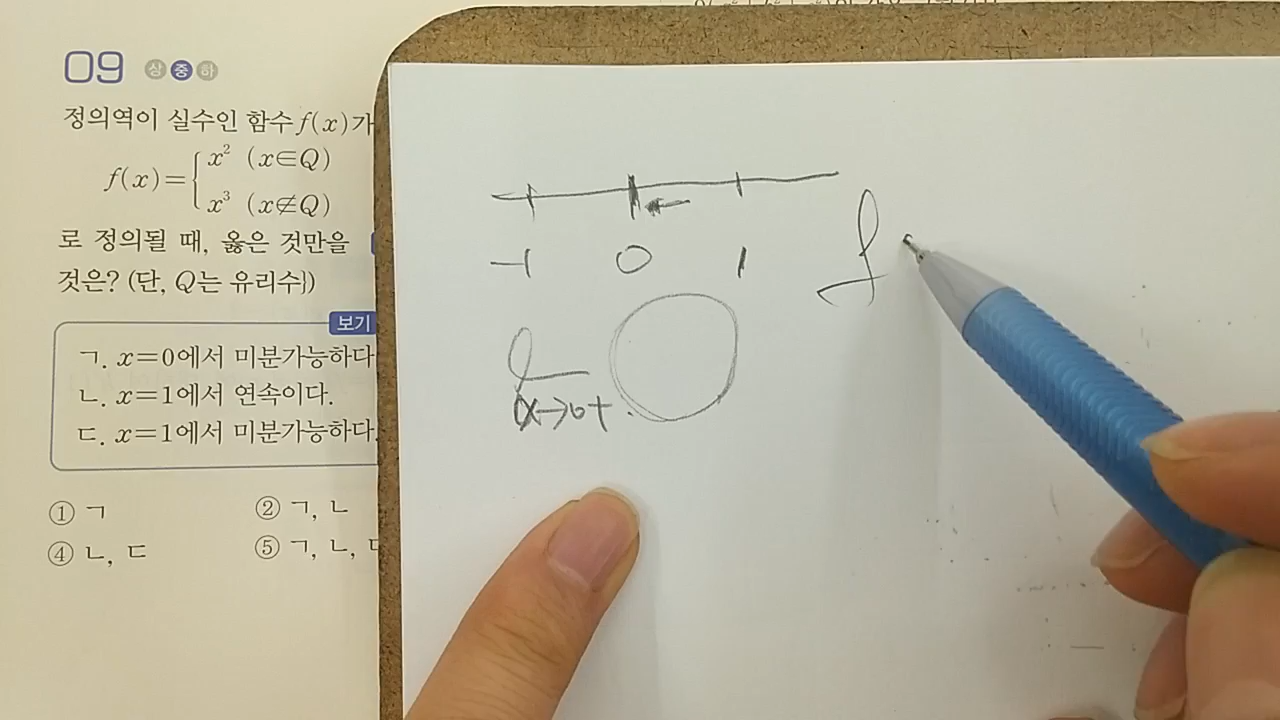 09 상 중 하
정의역이 실수인 함수 f(x)가
f(x)={ x² (x∈Q)
x³ (x∉Q)
로 정의될 때, 옳은 것만을
것은? (단, Q는 유리수})
보기
ㄱ. x=0에서 미분가능하다
ㄴ. x=1에서 연속이다.
ㄷ. x=1에서 미분가능하다.
① ㄱ ② ㄱ, ㄴ
④ ㄴ, ㄷ ⑤ ㄱ, ㄴ, ㄷ
-1 0 1
x→0+
f